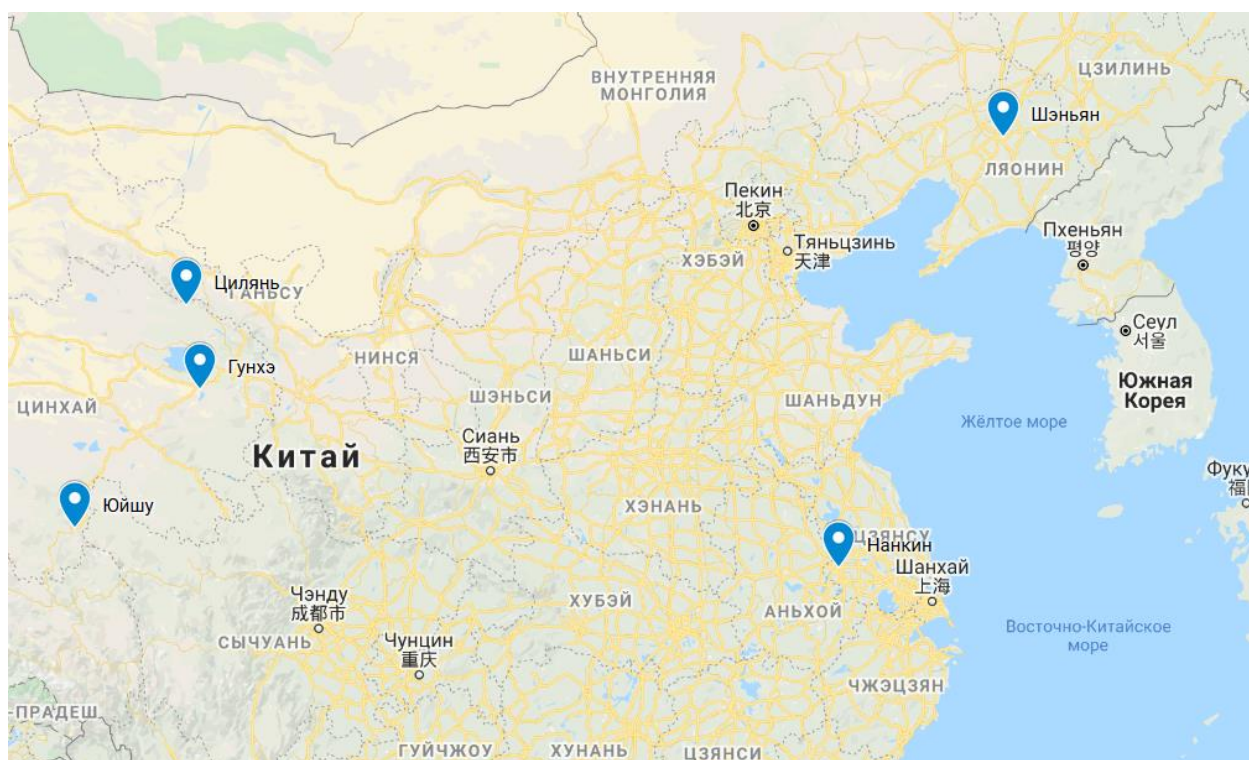 ВНУТРЕННЯЯ
МОНГОЛИЯ
ЦЗИЛИНЬ
Шэньян
ЛЯОНИН
Пекин
北京
Тяньцзинь
天津
ХЭБЭЙ
Пхеньян
평양
Цилянь
ГАНЬСУ
Сеул
서울
НИНСЯ
ШАНЬСИ
Гунхэ
Южная
Корея
ШЭНЬСИ
ШАНЬДУН
ЦИНХАЙ
Жёлтое море
Сиань
西安市
Китай
Юйшу
ХЭНАНЬ
Фуку
福
ЦЗЯНСУ
Нанкин
Шанхай
上海
Чэнду
成都市
ХУБЭЙ
АНЬХОЙ
СЫЧУАНЬ
Чунцин
重庆
Восточно-Китайское
море
ЧЖЭЦЗЯН
-ПРАДЕШ
ГУЙЧЖОУ
ХУНАНЬ
ЦЗЯНСИ